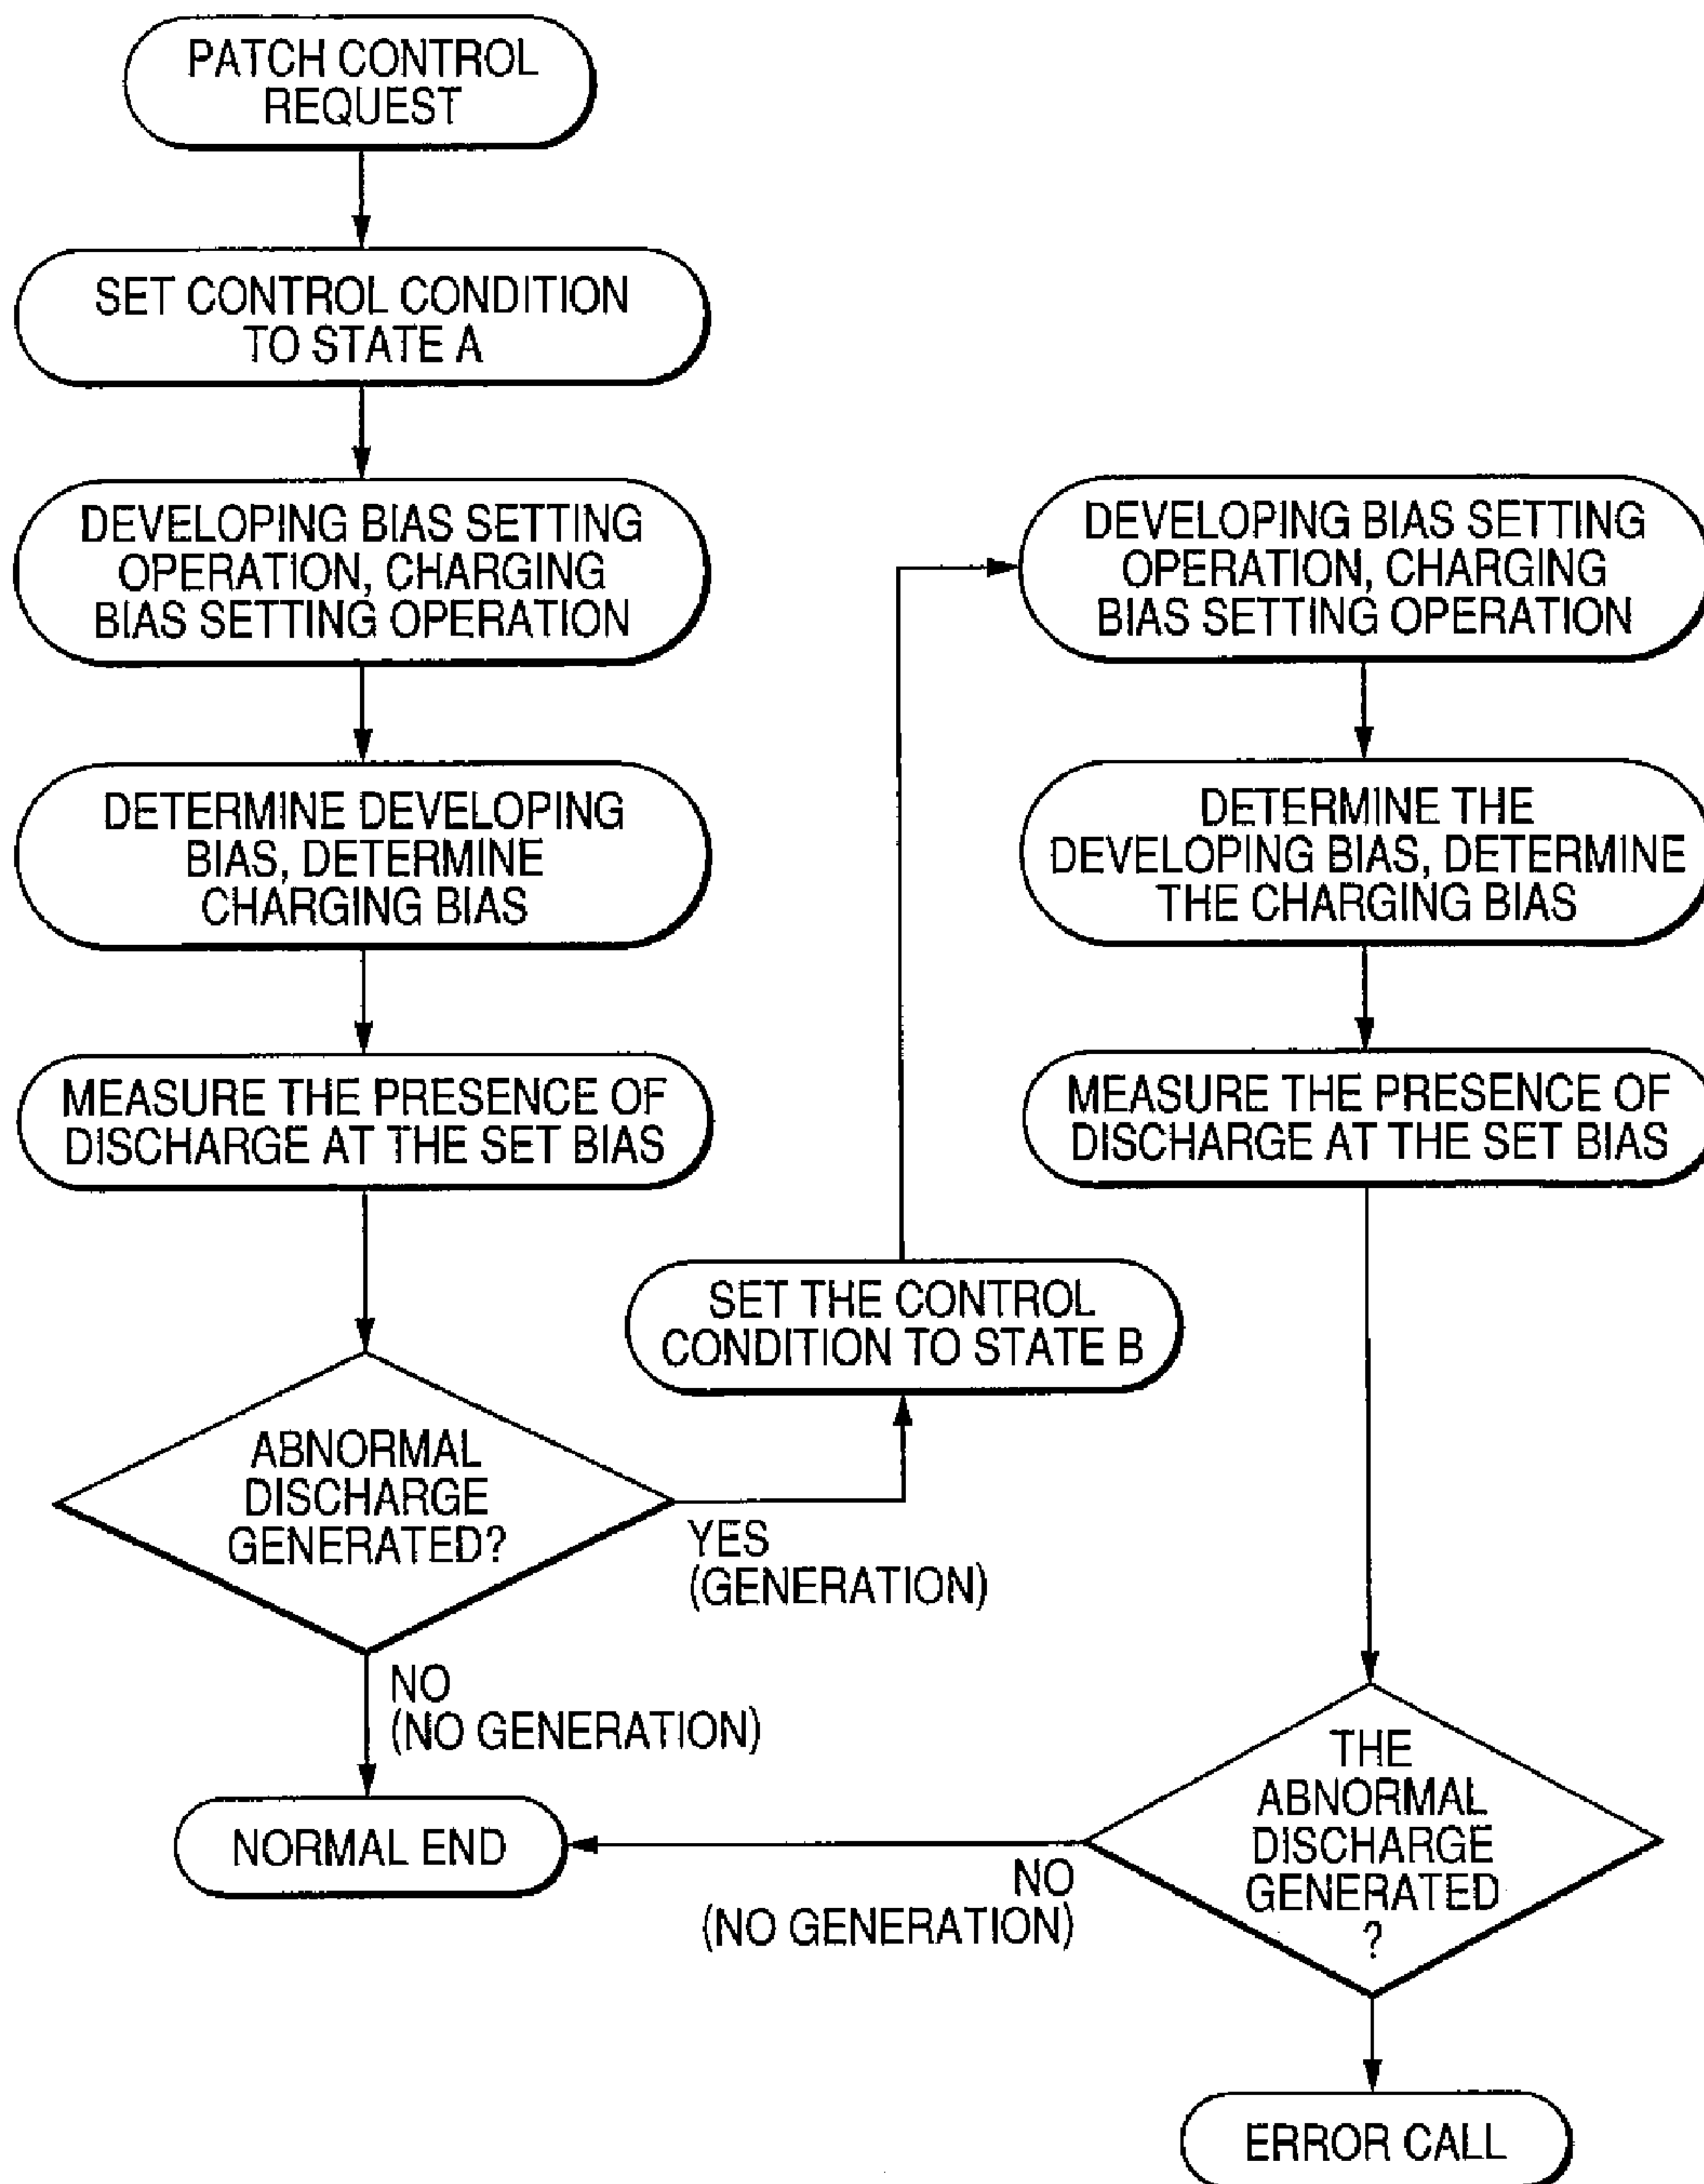 PATCH CONTROL
REQUEST
SET CONTROL CONDITION
TO STATE A
DEVELOPING BIAS SETTING
OPERATION, CHARGING
BIAS SETTING OPERATION
DETERMINE DEVELOPING
BIAS, DETERMINE
CHARGING BIAS
MEASURE THE PRESENCE OF
DISCHARGE AT THE SET BIAS
ABNORMAL
DISCHARGE
GENERATED?
YES
(GENERATION)
NO
(NO GENERATION)
NORMAL END
SET THE CONTROL
CONDITION TO STATE B
DEVELOPING BIAS SETTING
OPERATION, CHARGING
BIAS SETTING OPERATION
DETERMINE THE
DEVELOPING BIAS, DETERMINE
THE CHARGING BIAS
MEASURE THE PRESENCE OF
DISCHARGE AT THE SET BIAS
THE
ABNORMAL
DISCHARGE
GENERATED
?
NO
(NO GENERATION)
ERROR CALL